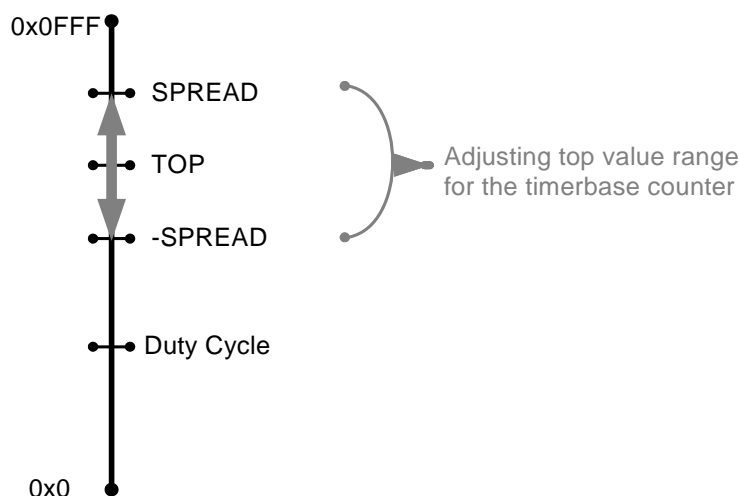 0x0FFF
SPREAD
TOP
-SPREAD
Adjusting top value range
for the timerbase counter
Duty Cycle
0x0